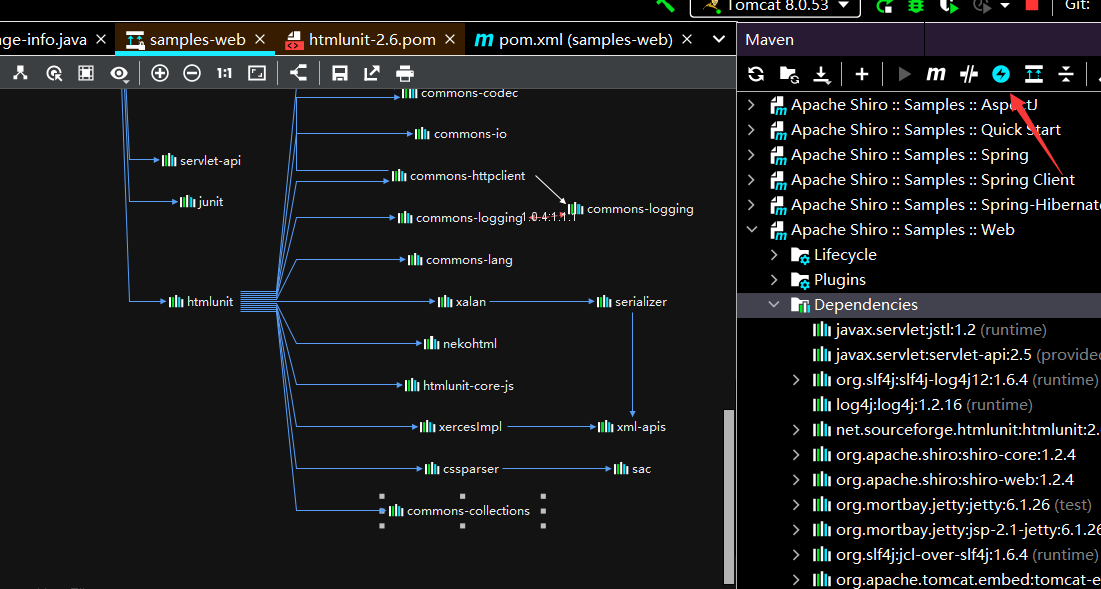 Tomcat 8.0.53
Git:
ge-info.java
samples-web
htmlunit-2.6.pom
pom.xml (samples-web)
Maven
1:1
commons-codec
commons-io
servlet-api
commons-httpclient
junit
commons-logging
commons-logging
commons-lang
htmlunit
xalan
serializer
nekohtml
htmlunit-core-js
xercesImpl
xml-apis
cssparser
sac
commons-collections
Apache Shiro :: Samples :: AspectJ
Apache Shiro :: Samples :: Quick Start
Apache Shiro :: Samples :: Spring
Apache Shiro :: Samples :: Spring Client
Apache Shiro :: Samples :: Spring-Hibernate
Apache Shiro :: Samples :: Web
Lifecycle
Plugins
Dependencies
javax.servlet:jstl:1.2 (runtime)
javax.servlet:servlet-api:2.5 (provided
org.slf4j:slf4j-log4j12:1.6.4 (runtime)
log4j:log4j:1.2.16 (runtime)
net.sourceforge.htmlunit:htmlunit:2.
org.apache.shiro:shiro-core:1.2.4
org.apache.shiro:shiro-web:1.2.4
org.mortbay.jetty:jetty:6.1.26 (test)
org.mortbay.jetty:jsp-2.1-jetty:6.1.26
org.slf4j:jcl-over-slf4j:1.6.4 (runtime)
org.apache.tomcat.embed:tomcat-e